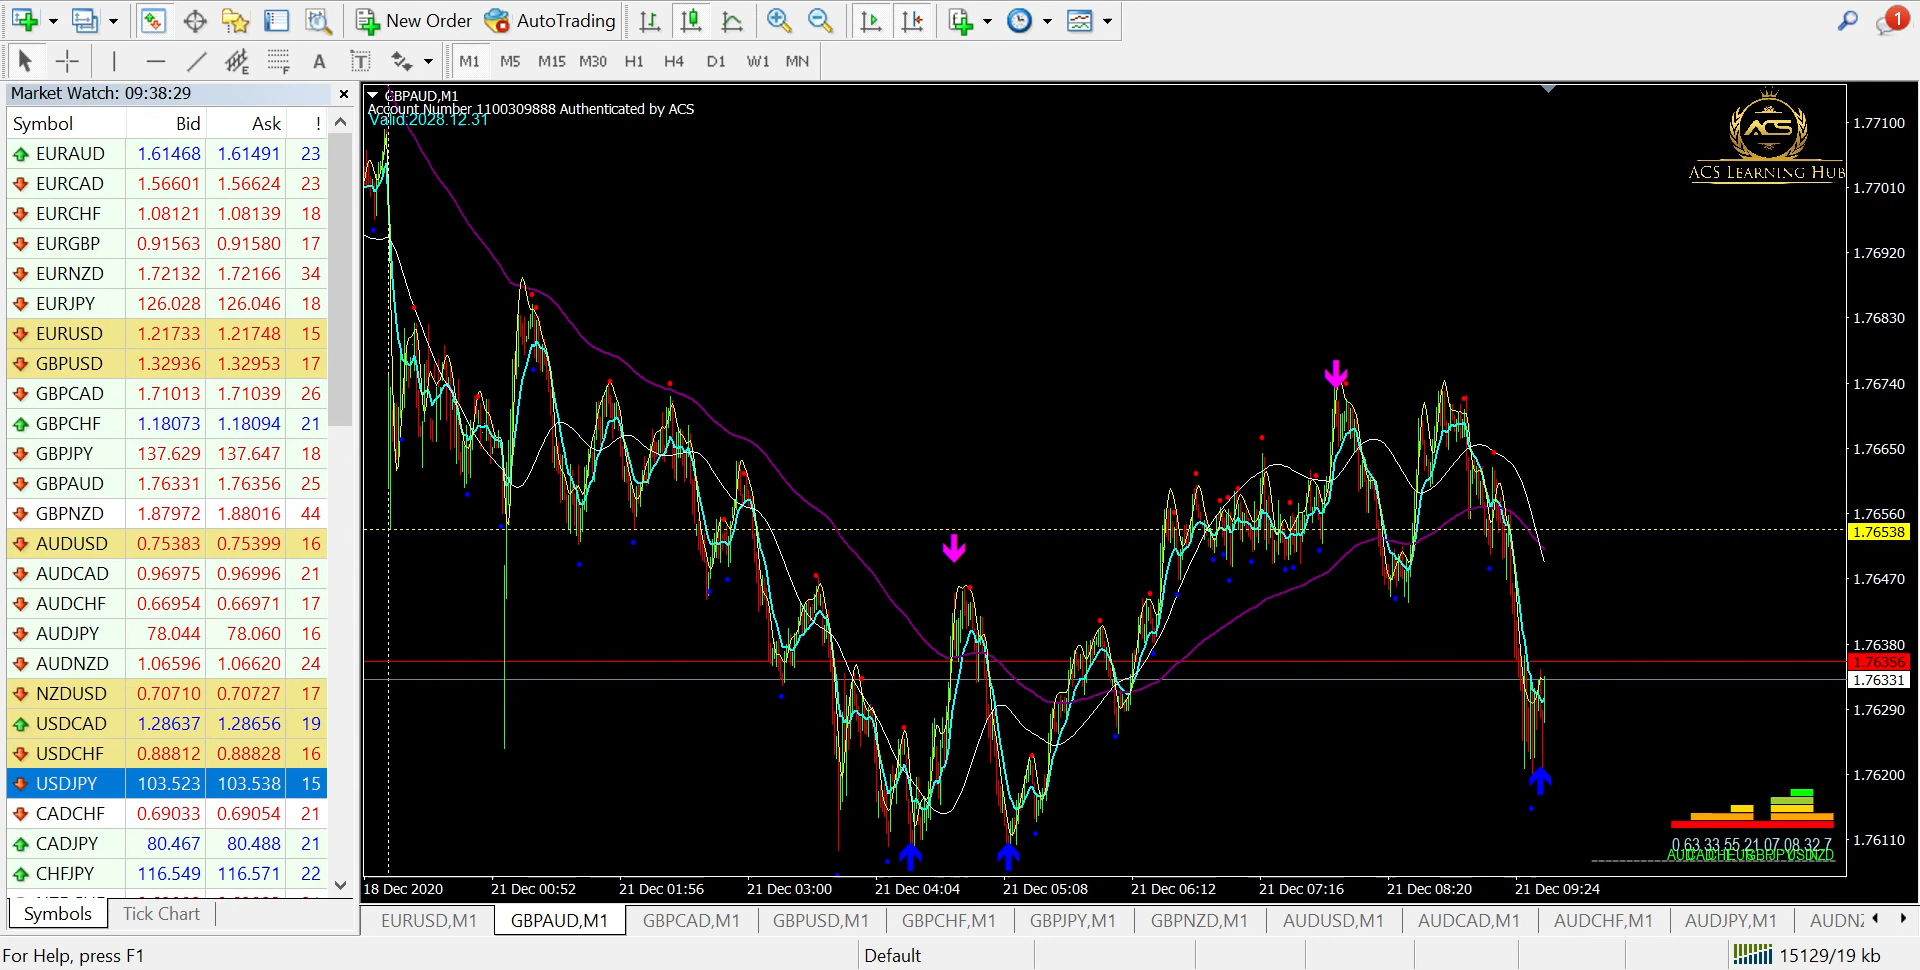 New Order AutoTrading
1
A
M1 M5 M15 M30 H1 H4 D1 W1 MN
Market Watch: 09:38:29
Symbol Bid Ask !
EURAUD 1.61468 1.61491 23
EURCAD 1.56601 1.56624 23
EURCHF 1.08121 1.08139 18
EURGBP 0.91563 0.91580 17
EURNZD 1.72132 1.72166 34
EURJPY 126.028 126.046 18
EURUSD 1.21733 1.21748 15
GBPUSD 1.32936 1.32953 17
GBPCAD 1.71013 1.71039 26
GBPCHF 1.18073 1.18094 21
GBPJPY 137.629 137.647 18
GBPAUD 1.76331 1.76356 25
GBPNZD 1.87972 1.88016 44
AUDUSD 0.75383 0.75399 16
AUDCAD 0.96975 0.96996 21
AUDCHF 0.66954 0.66971 17
AUDJPY 78.044 78.060 16
AUDNZD 1.06596 1.06620 24
NZDUSD 0.70710 0.70727 17
USDCAD 1.28637 1.28656 19
USDCHF 0.88812 0.88828 16
USDJPY 103.523 103.538 15
CADCHF 0.69033 0.69054 21
CADJPY 80.467 80.488 21
CHFJPY 116.549 116.571 22
Symbols Tick Chart
GBPAUD,M1
Account Number 1100309888 Authenticated by ACS
Valid:2028.12.31
ACS
ACS LEARNING HUB
1.77100
1.77010
1.76920
1.76830
1.76740
1.76650
1.76560
1.76538
1.76470
1.76380
1.76356
1.76331
1.76290
1.76200
1.76110
18 Dec 2020 21 Dec 00:52 21 Dec 01:56 21 Dec 03:00 21 Dec 04:04 21 Dec 05:08 21 Dec 06:12 21 Dec 07:16 21 Dec 08:20 21 Dec 09:24
EURUSD,M1 GBPAUD,M1 GBPCAD,M1 GBPUSD,M1 GBPCHF,M1 GBPJPY,M1 GBPNZD,M1 AUDUSD,M1 AUDCAD,M1 AUDCHF,M1 AUDJPY,M1
For Help, press F1 Default 15129/19 kb